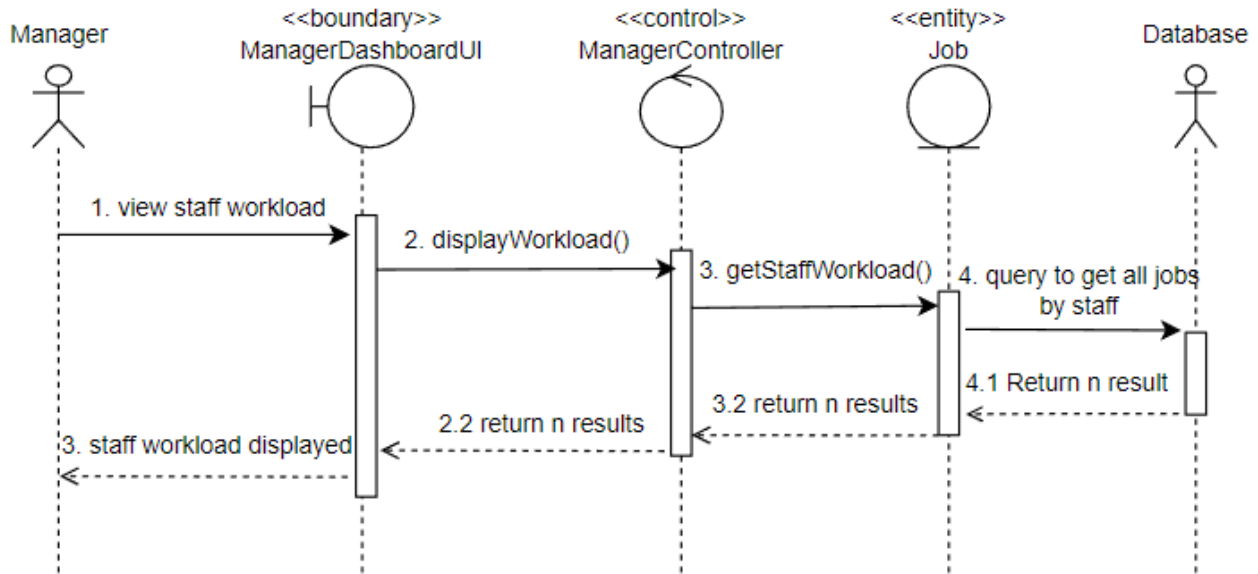 Manager
<<boundary>>
ManagerDashboardUI
<<control>>
ManagerController
<<entity>>
Job
Database
1. view staff workload
2. displayWorkload()
3. getStaffWorkload()
4. query to get all jobs
by staff
4.1 Return n result
3.2 return n results
2.2 return n results
3. staff workload displayed